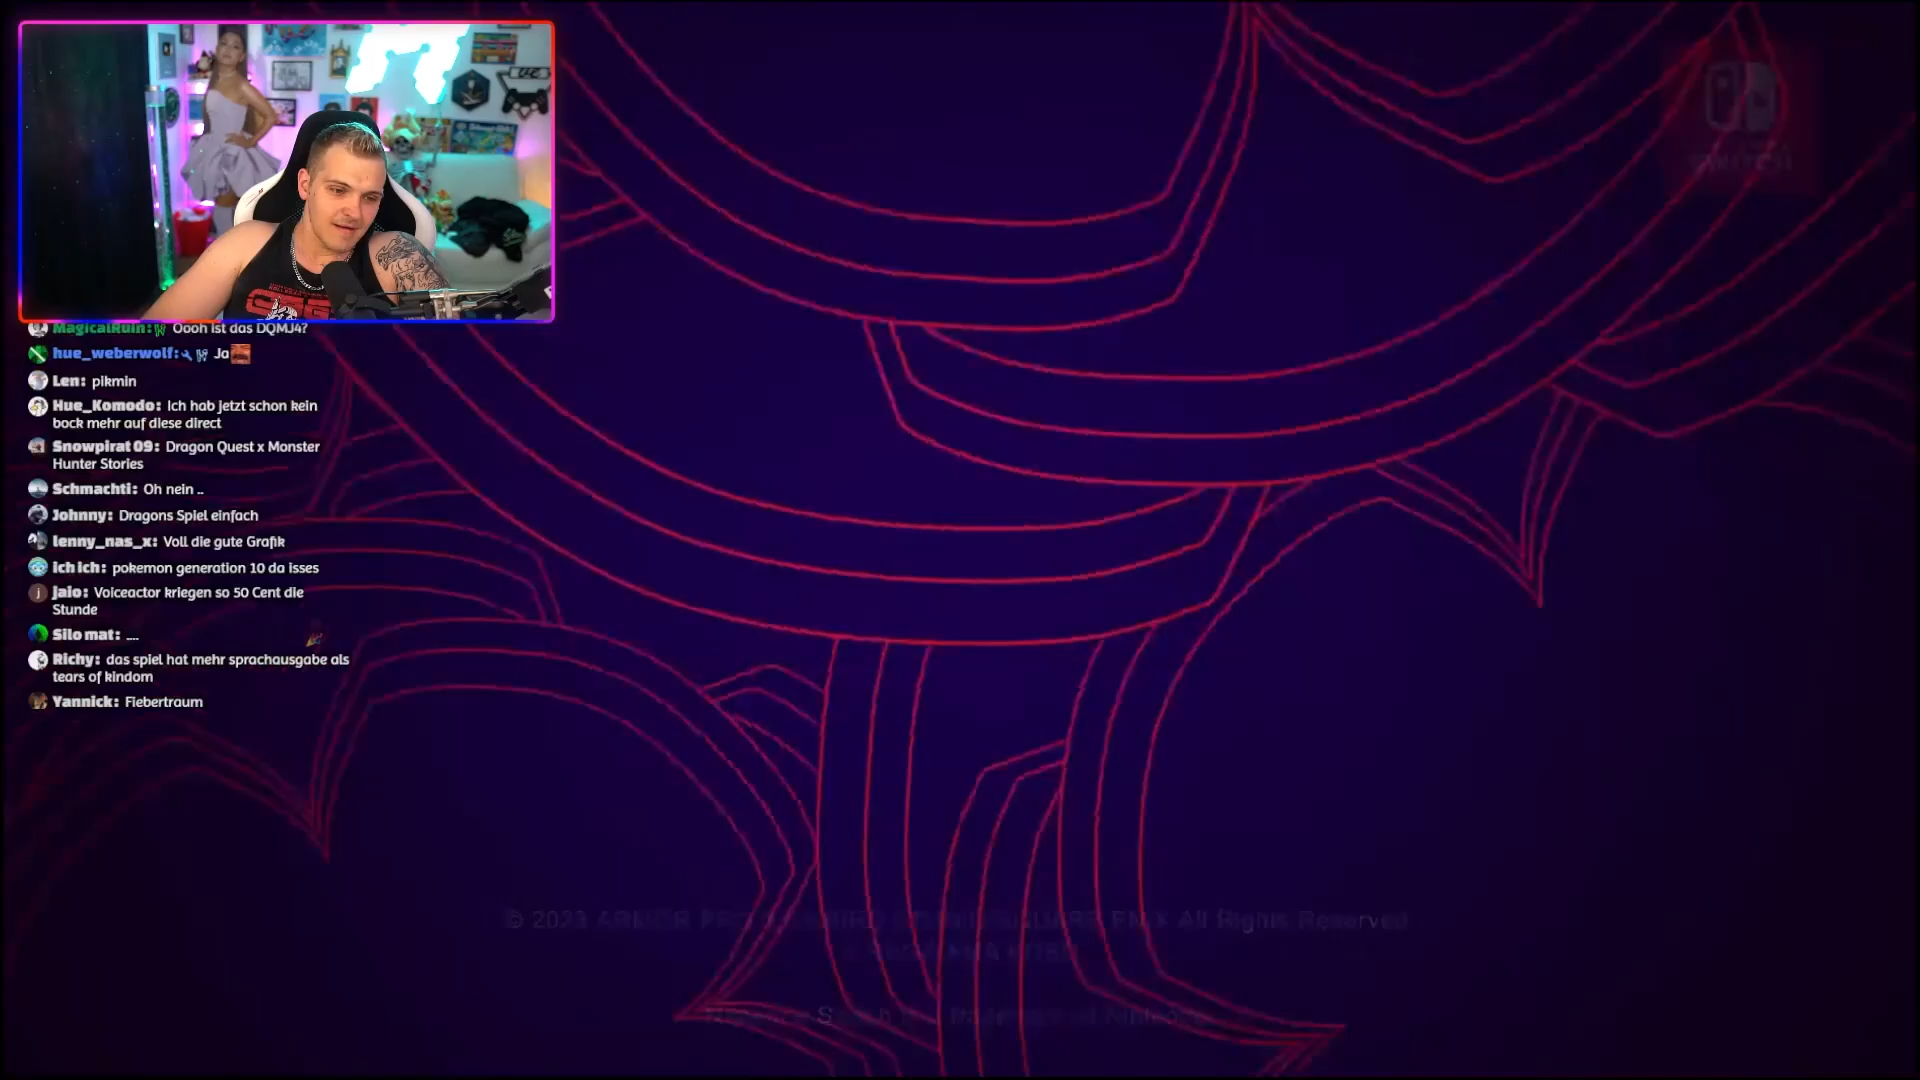 MagicalRuin: Oooh ist das DQMJ4?
hue_weberwolf: Ja
Len: pikmin
Hue_Komodo: Ich hab jetzt schon kein
bock mehr auf diese direct
Snowpirat09: Dragon Quest x Monster
Hunter Stories
Schmachti: Oh nein ..
Johnny: Dragons Spiel einfach
lenny_nas_x: Voll die gute Grafik
ich ich: pokemon generation 10 da isses
jaio: Voiceactor kriegen so 50 Cent die
Stunde
Silo mat: ....
Richy: das spiel hat mehr sprachausgabe als
tears of kindom
Yannick: Fiebertraum
© 2023 ARMOR All Rights Reserved